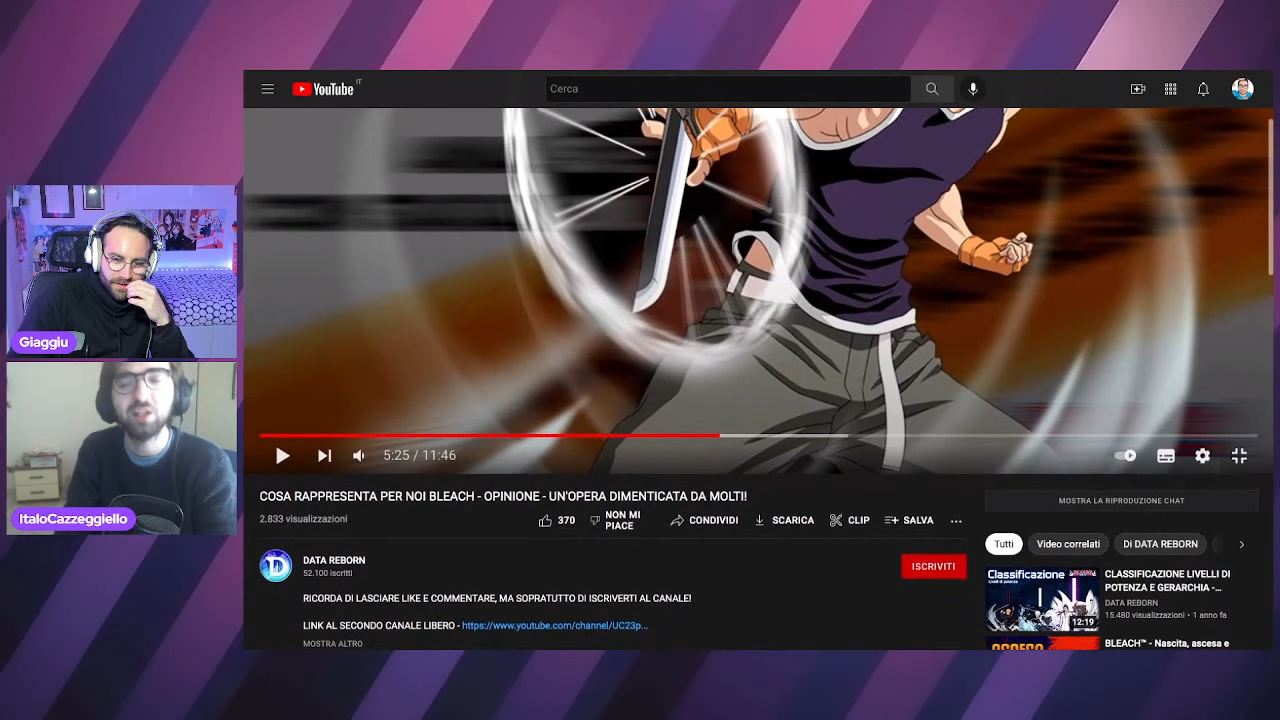 YouTube IT
Cerca
Giaggiu
ItaloCazzeggiello
5:25 / 11:46
COSA RAPPRESENTA PER NOI BLEACH - OPINIONE - UN'OPERA DIMENTICATA DA MOLTI!
2.833 visualizzazioni
370
NON MI
PIACE
CONDIVIDI
SCARICA
CLIP
SALVA
DATA REBORN
52.100 iscritti
ISCRIVITI
RICORDA DI LASCIARE LIKE E COMMENTARE, MA SOPRATUTTO DI ISCRIVERTI AL CANALE!
LINK AL SECONDO CANALE LIBERO - https://www.youtube.com/channel/UC23p...
MOSTRA ALTRO
MOSTRA LA RIPRODUZIONE CHAT
Tutti
Video correlati
Di DATA REBORN
Classificazione
12:19
CLASSIFICAZIONE LIVELLI DI
POTENZA E GERARCHIA -...
DATA REBORN
15.480 visualizzazioni • 1 anno fa
BLEACH™ - Nascita, ascesa e